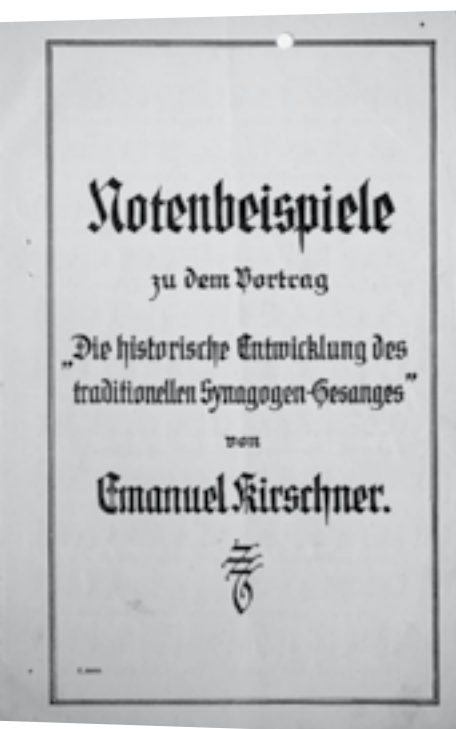 Notenbeispiele
zu dem Vortrag
„Die historische Entwicklung des
traditionellen Synagogen-Gesanges”
von
Emanuel Kirschner.